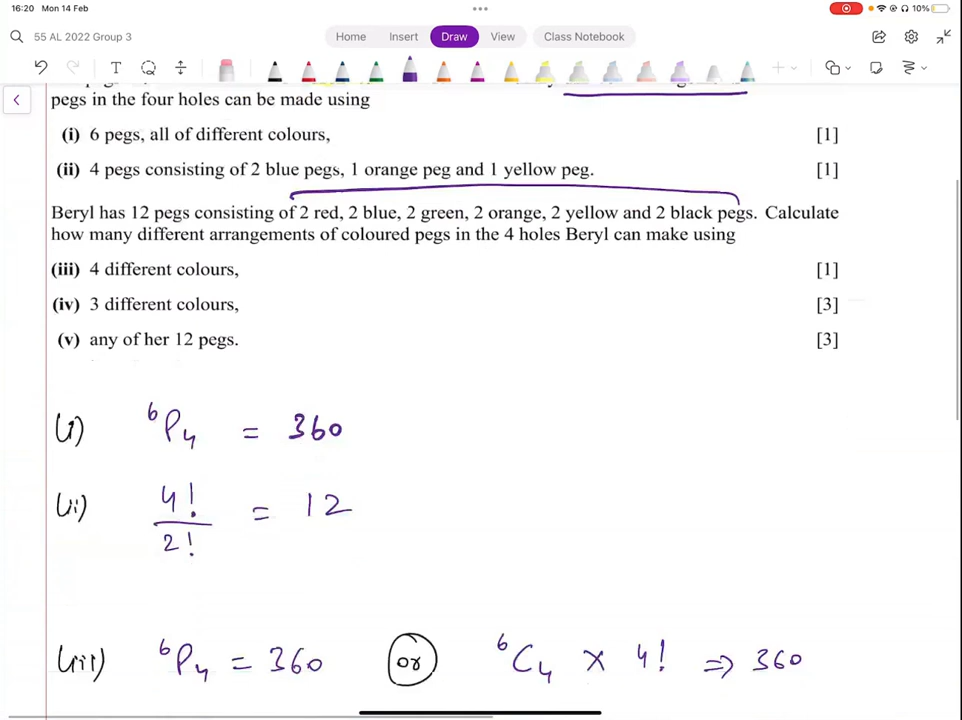 16:20 Mon 14 Feb
10%
55 AL 2022 Group 3
Home Insert Draw View Class Notebook
T
pegs in the four holes can be made using
(i) 6 pegs, all of different colours, [1]
(ii) 4 pegs consisting of 2 blue pegs, 1 orange peg and 1 yellow peg. [1]
Beryl has 12 pegs consisting of 2 red, 2 blue, 2 green, 2 orange, 2 yellow and 2 black pegs. Calculate
how many different arrangements of coloured pegs in the 4 holes Beryl can make using
(iii) 4 different colours, [1]
(iv) 3 different colours, [3]
(v) any of her 12 pegs. [3]
(i) ⁶P₄ = 360
(ii) 4!/2! = 12
(iii) ⁶P₄ = 360 or ⁶C₄ × 4! ⇒ 360